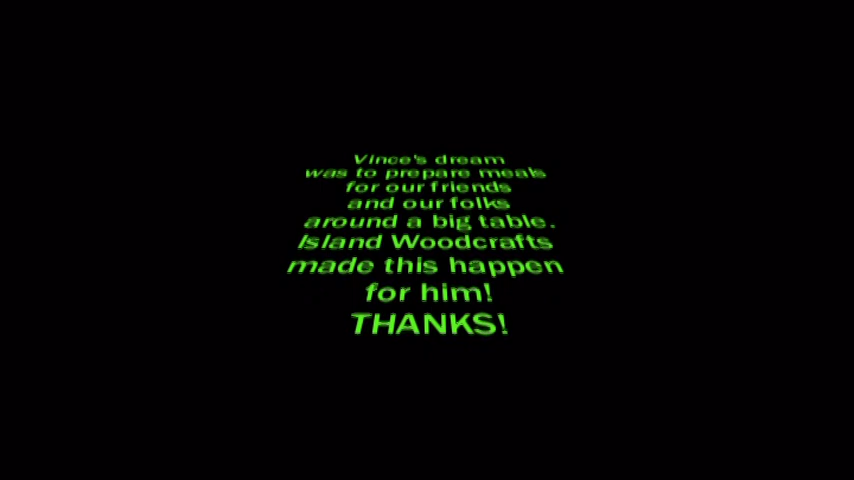 Vince's dream
was to prepare meals
for our friends
and our folks
around a big table.
Island Woodcrafts
made this happen
for him!
THANKS!